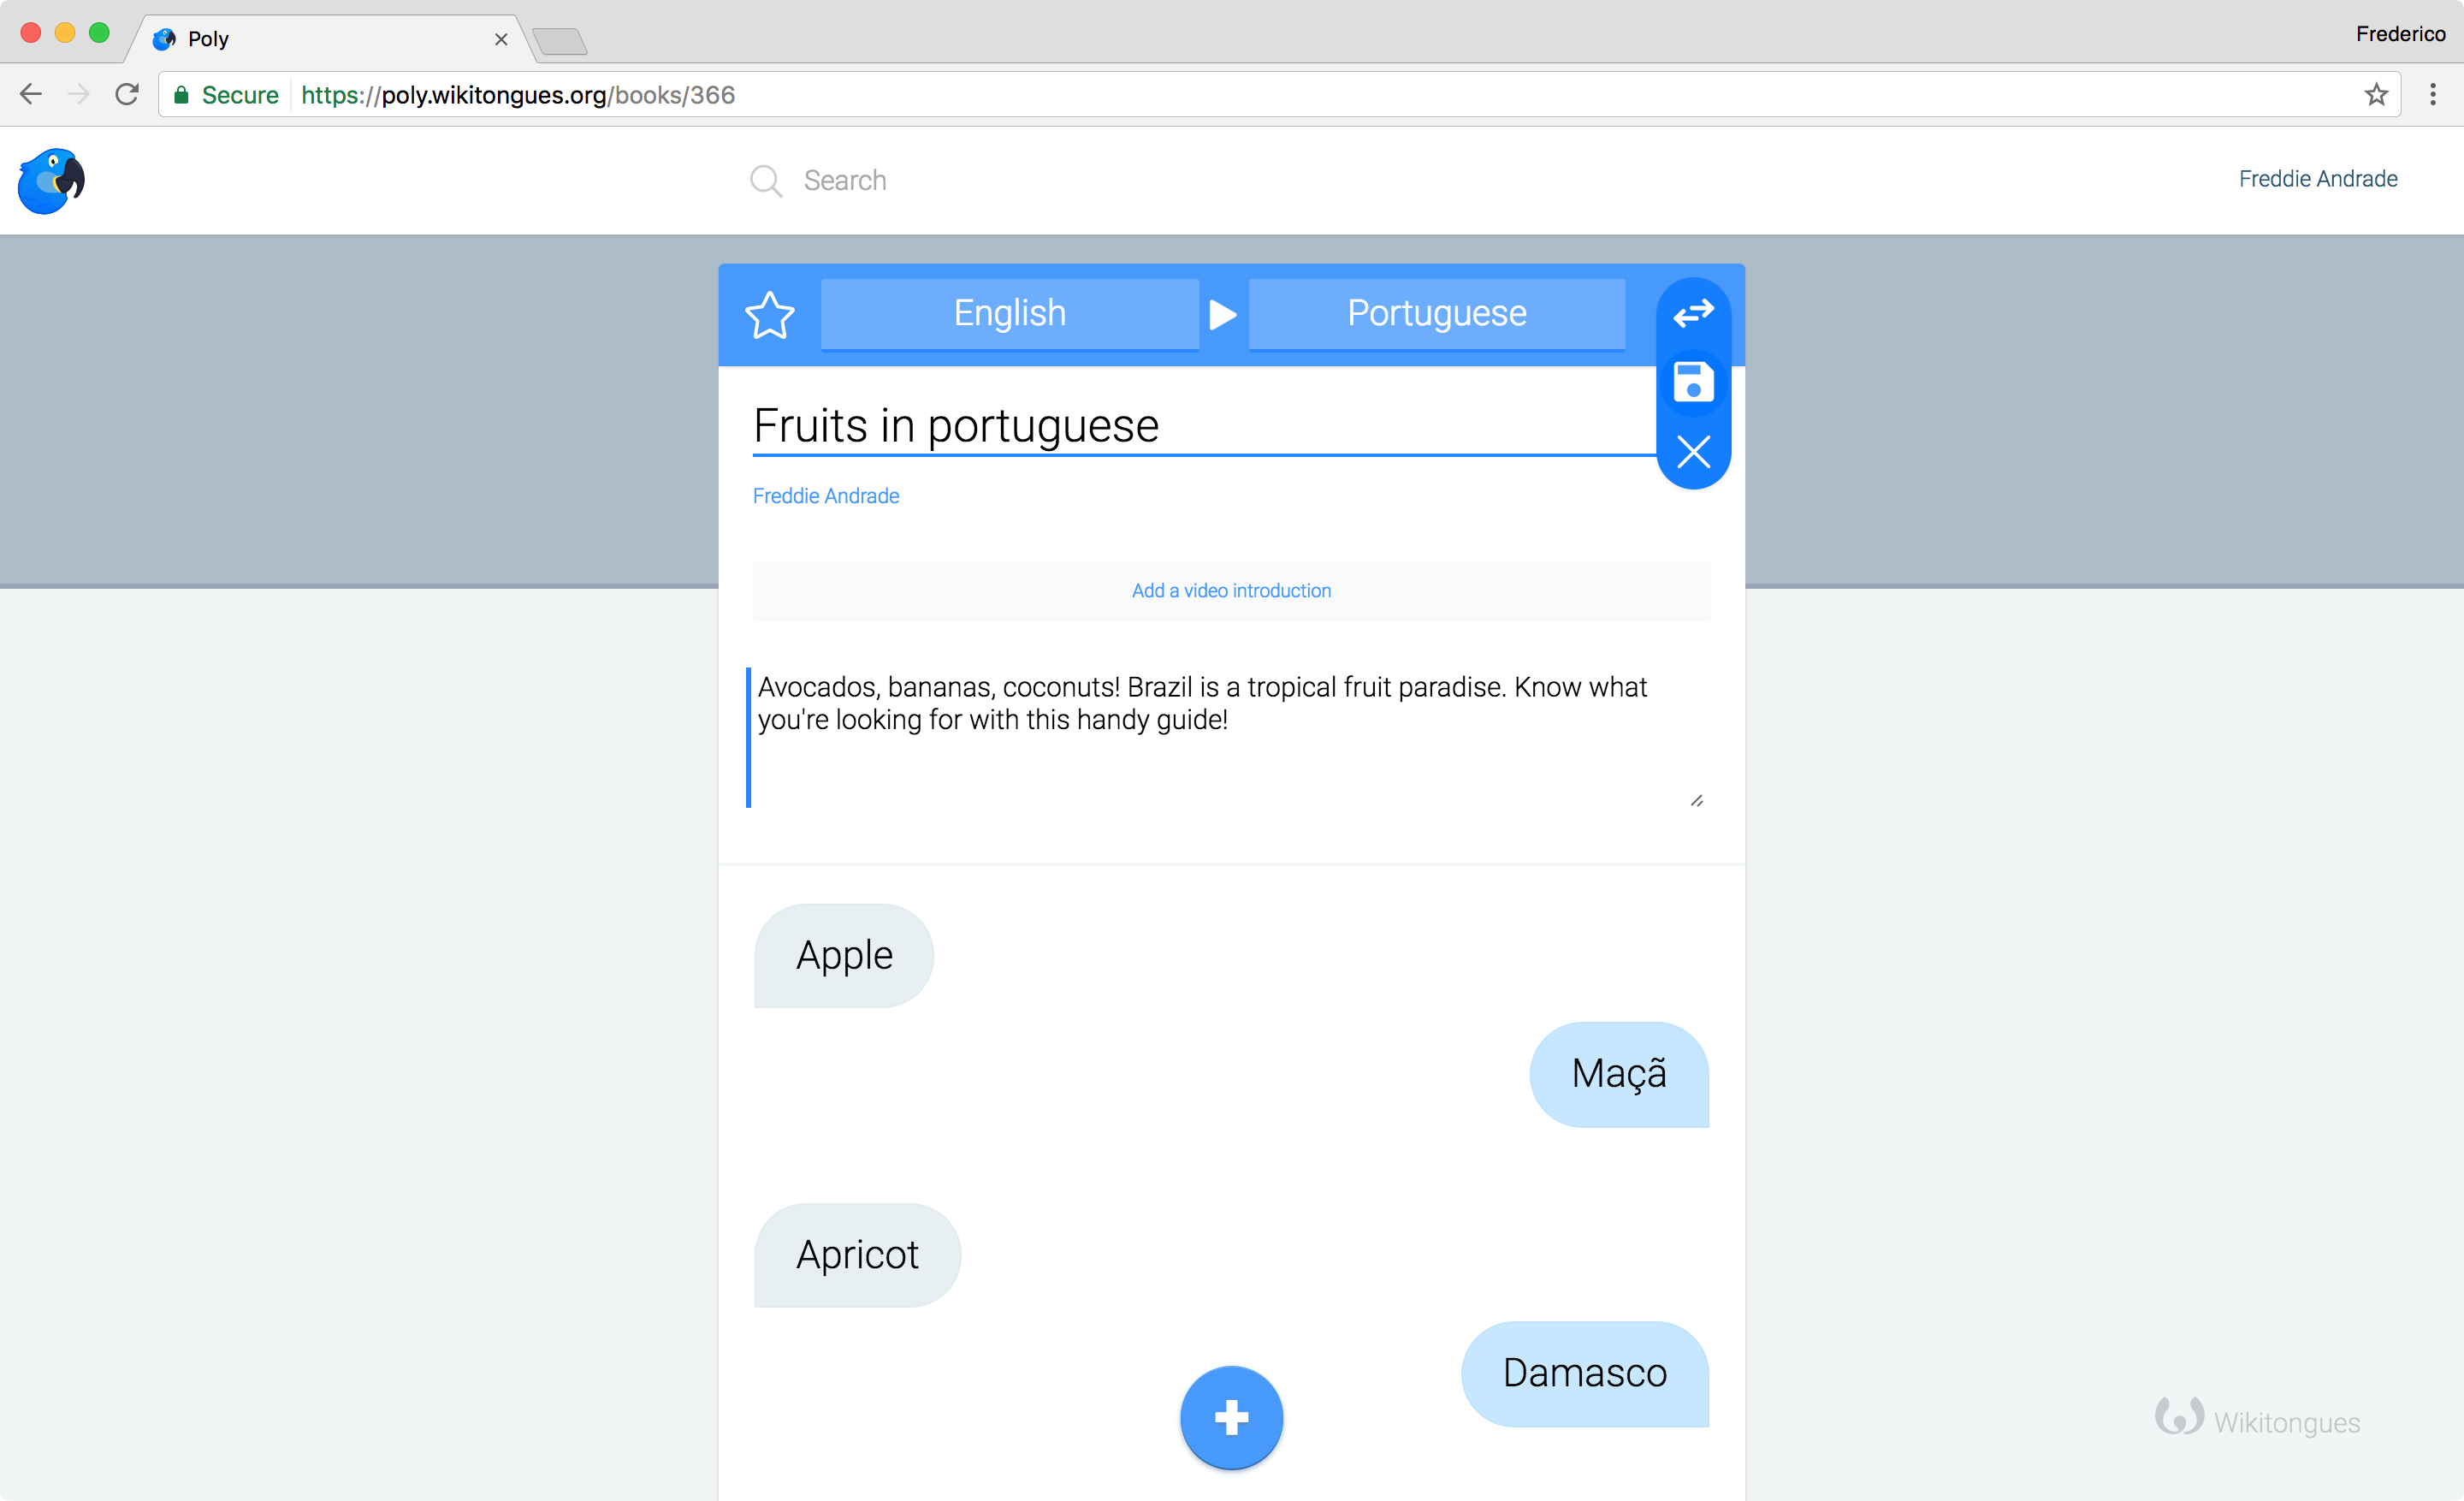 Poly
Frederico
Secure
https://poly.wikitongues.org/books/366
Search
Freddie Andrade
English
Portuguese
Fruits in portuguese
Freddie Andrade
Add a video introduction
Avocados, bananas, coconuts! Brazil is a tropical fruit paradise. Know what
you're looking for with this handy guide!
Apple
Maçã
Apricot
Damasco
Wikitongues